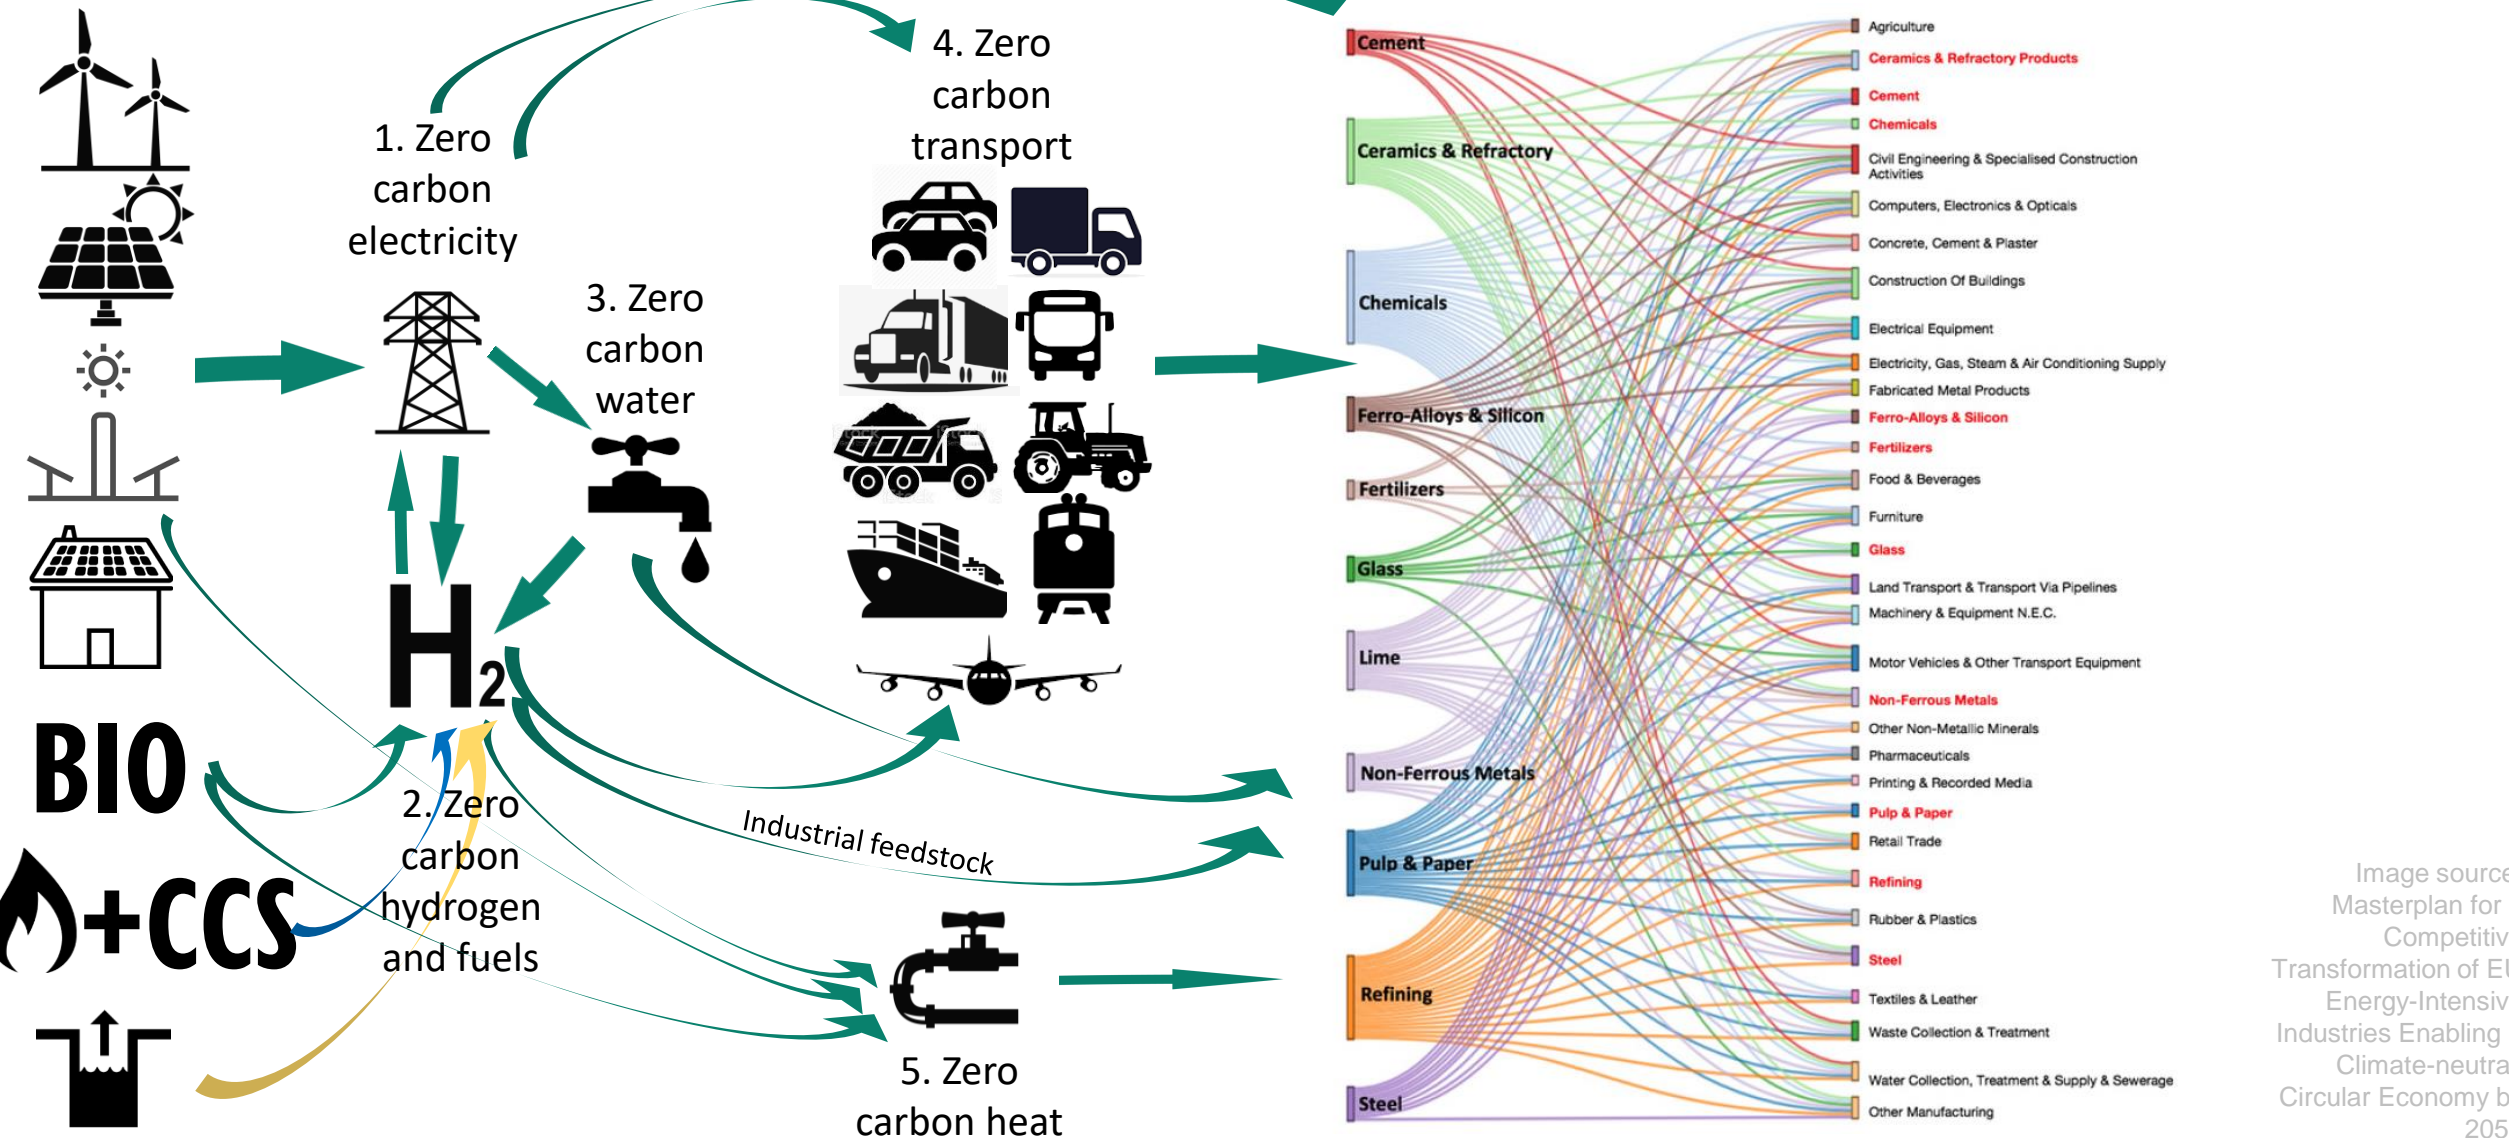 1. Zero
carbon
electricity
3. Zero
carbon
water
4. Zero
carbon
transport
H2
BIO
+CCS
2. Zero
carbon
hydrogen
and fuels
Industrial feedstock
5. Zero
carbon heat
Cement
Ceramics & Refractory
Chemicals
Ferro-Alloys & Silicon
Fertilizers
Glass
Lime
Non-Ferrous Metals
Pulp & Paper
Refining
Steel
Agriculture
Ceramics & Refractory Products
Cement
Chemicals
Civil Engineering & Specialised Construction
Activities
Computers, Electronics & Opticals
Concrete, Cement & Plaster
Construction Of Buildings
Electrical Equipment
Electricity, Gas, Steam & Air Conditioning Supply
Fabricated Metal Products
Ferro-Alloys & Silicon
Fertilizers
Food & Beverages
Furniture
Glass
Land Transport & Transport Via Pipelines
Machinery & Equipment N.E.C.
Motor Vehicles & Other Transport Equipment
Non-Ferrous Metals
Other Non-Metallic Minerals
Pharmaceuticals
Printing & Recorded Media
Pulp & Paper
Retail Trade
Refining
Rubber & Plastics
Steel
Textiles & Leather
Waste Collection & Treatment
Water Collection, Treatment & Supply & Sewerage
Other Manufacturing
Image source
Masterplan for
Competitiv
Transformation of E
Energy-Intensiv
Industries Enabling
Climate-neutra
Circular Economy b
205